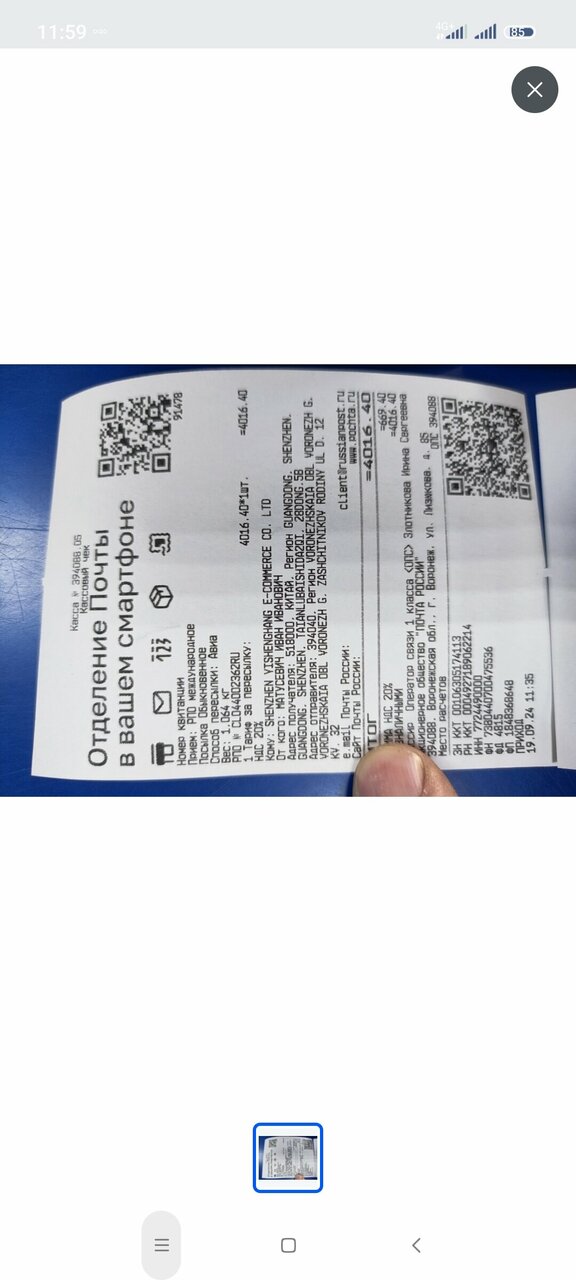 11:59
4G+
85
Касса № 394088.05
Кассовый чек
Отделение Почты
в вашем смартфоне
91478
Номер квитанции
Прием: РПО международное
Посылка Обыкновенное
Способ пересылки: Авиа
Вес: 1,064 кг
РПО № CL044002362RU
1 Тариф за пересылку:
4016.40*1шт. =4016.40
НДС 20%
Кому: SHENZHEN YISHENGHANG E-COMMERCE CO. LTD
От кого: МАТУСЕВИЧ ИВАН ИВАНОВИЧ
Адрес получателя: 518000, КИТАЙ, Регион GUANGDONG, SHENZHEN,
GUANGDONG, SHENZHEN, TAIANLUBAISHIDA2QI, 2DONG,5B
Адрес отправителя: 394040, Регион VORONEZHSKAIA OBL VORONEZH G.
VORONEZHSKAIA OBL VORONEZH G. ZASHCHITNIKOV RODINY UL D. 12
KV. 32
e.mail Почты России: client@russianpost.ru
Сайт Почты России: www.pochta.ru
ИТОГ =4016.40
НДС 20% =669.40
=4016.40
Оператор связи 1 класса <ОПС> Злотникова Ирина Сергеевна
общество "ПОЧТА РОССИИ"
394088, Воронежская обл., г. Воронеж, ул. Лизюкова, д. 85
Место расчетов ОПС 394088
ЗН ККТ 00106305174113
РН ККТ 0004927189062214
ИНН 7724490000
ФН 7380440700475536
ФД 4815
ФП 1848368648
ПРИХОД
19.09.24 11:35